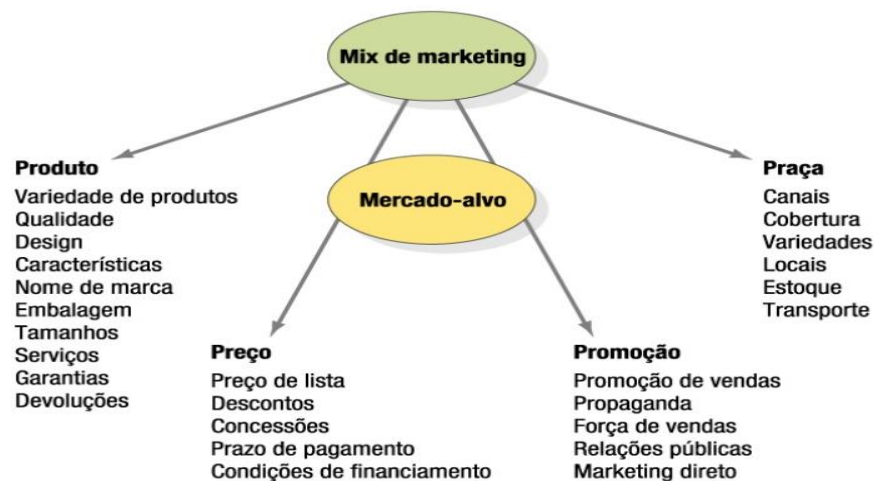 Mix de marketing
Mercado-alvo
Produto
Variedade de produtos
Qualidade
Design
Características
Nome de marca
Embalagem
Tamanhos
Serviços
Garantias
Devoluções
Preço
Preço de lista
Descontos
Concessões
Prazo de pagamento
Condições de financiamento
Promoção
Promoção de vendas
Propaganda
Força de vendas
Relações públicas
Marketing direto
Praça
Canais
Cobertura
Variedades
Locais
Estoque
Transporte